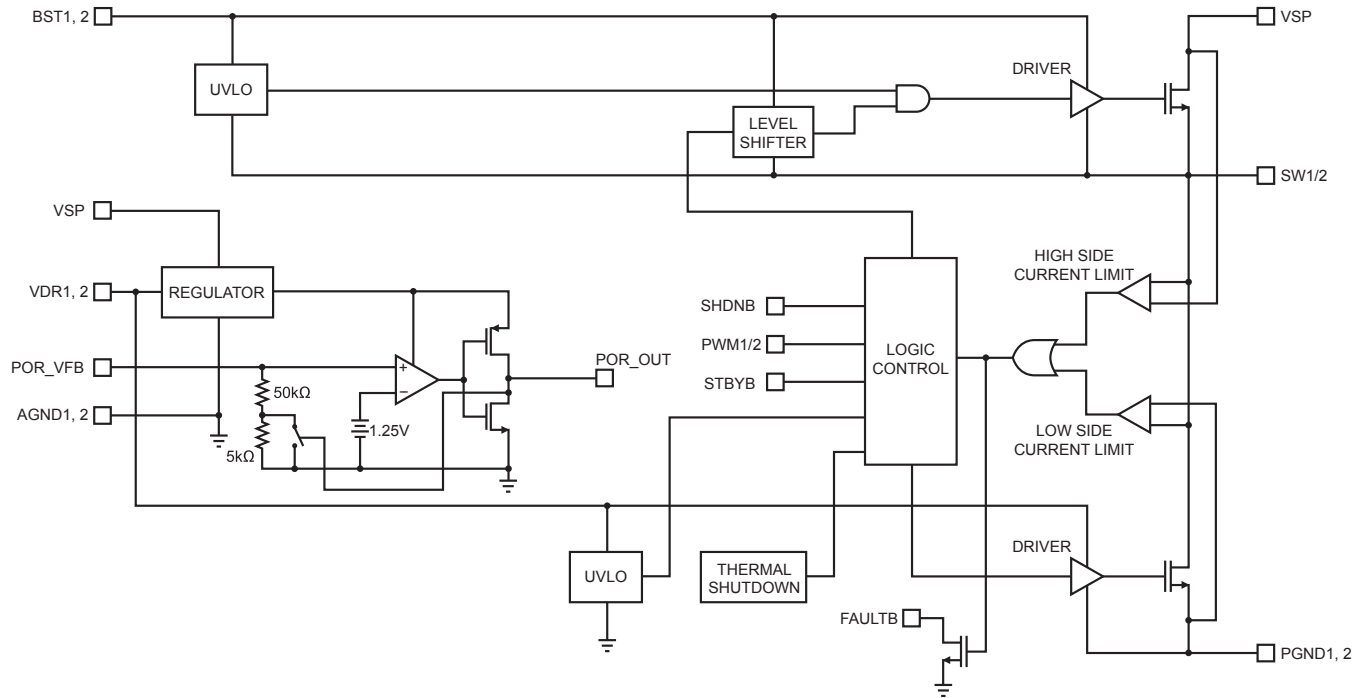 BST1, 2
VSP
UVLO
DRIVER
LEVEL
SHIFTER
SW1/2
VSP
VDR1, 2
REGULATOR
POR_VFB
POR_OUT
AGND1, 2
50kΩ
5kΩ
+
−
1.25V
SHDNB
PWM1/2
STBYB
LOGIC
CONTROL
HIGH SIDE
CURRENT LIMIT
LOW SIDE
CURRENT LIMIT
UVLO
THERMAL
SHUTDOWN
DRIVER
FAULTB
PGND1, 2